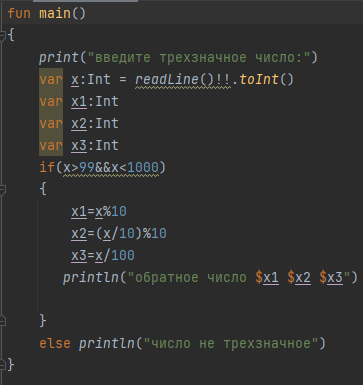 fun main()
{
print("введите трехзначное число:")
var x:Int = readLine()!!.toInt()
var x1:Int
var x2:Int
var x3:Int
if(x>99&&x<1000)
{
x1=x%10
x2=(x/10)%10
x3=x/100
println("обратное число $x1 $x2 $x3")
}
else println("число не трехзначное")
}